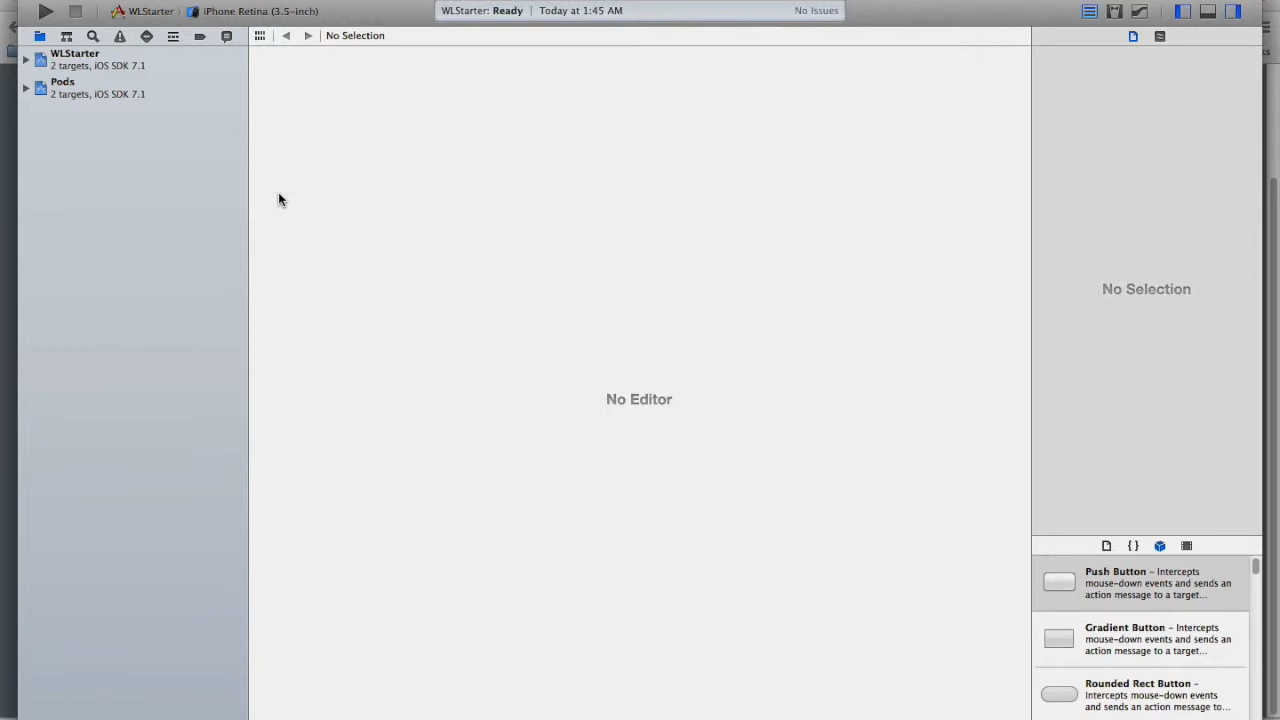 WLStarter › iPhone Retina (3.5-inch)
WLStarter: Ready | Today at 1:45 AM
No Issues
No Selection
WLStarter
2 targets, iOS SDK 7.1
Pods
2 targets, iOS SDK 7.1
No Editor
No Selection
{ }
Push Button – Intercepts
mouse-down events and sends an
action message to a target...
Gradient Button – Intercepts
mouse-down events and sends an
action message to a target...
Rounded Rect Button –
Intercepts mouse-down events
and sends an action message to...